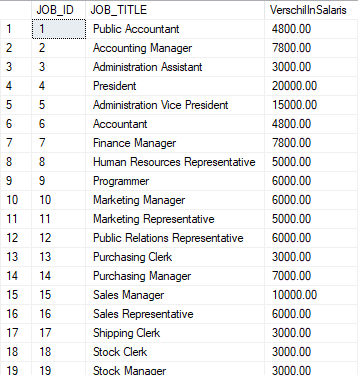 JOB_ID JOB_TITLE VerschilInSalaris
1 1 Public Accountant 4800.00
2 2 Accounting Manager 7800.00
3 3 Administration Assistant 3000.00
4 4 President 20000.00
5 5 Administration Vice President 15000.00
6 6 Accountant 4800.00
7 7 Finance Manager 7800.00
8 8 Human Resources Representative 5000.00
9 9 Programmer 6000.00
10 10 Marketing Manager 6000.00
11 11 Marketing Representative 5000.00
12 12 Public Relations Representative 6000.00
13 13 Purchasing Clerk 3000.00
14 14 Purchasing Manager 7000.00
15 15 Sales Manager 10000.00
16 16 Sales Representative 6000.00
17 17 Shipping Clerk 3000.00
18 18 Stock Clerk 3000.00
19 19 Stock Manager 3000.00